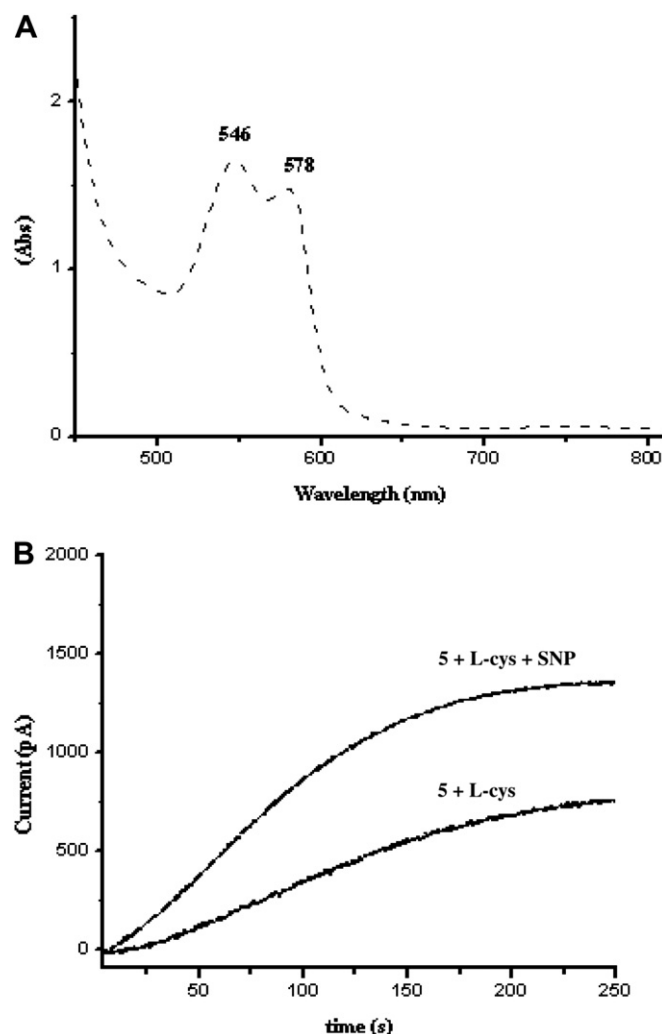 A
2
546
578
(Abs)
1
0
500
600
700
800
Wavelength (nm)
B
2000
1500
5 + L-cys + SNP
Current (pA)
1000
5 + L-cys
500
0
50
100
150
200
250
time (s)